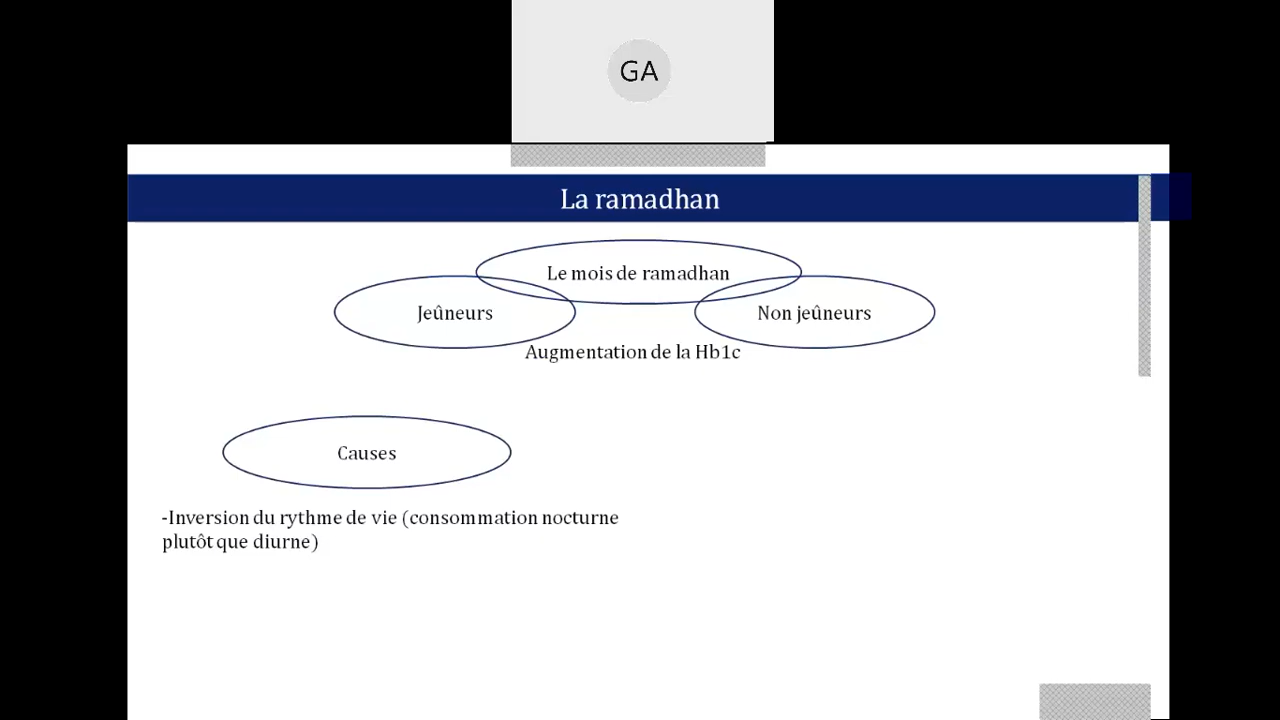 GA
La ramadhan
Le mois de ramadhan
Jeûneurs
Non jeûneurs
Augmentation de la Hb1c
Causes
-Inversion du rythme de vie (consommation nocturne
plutôt que diurne)